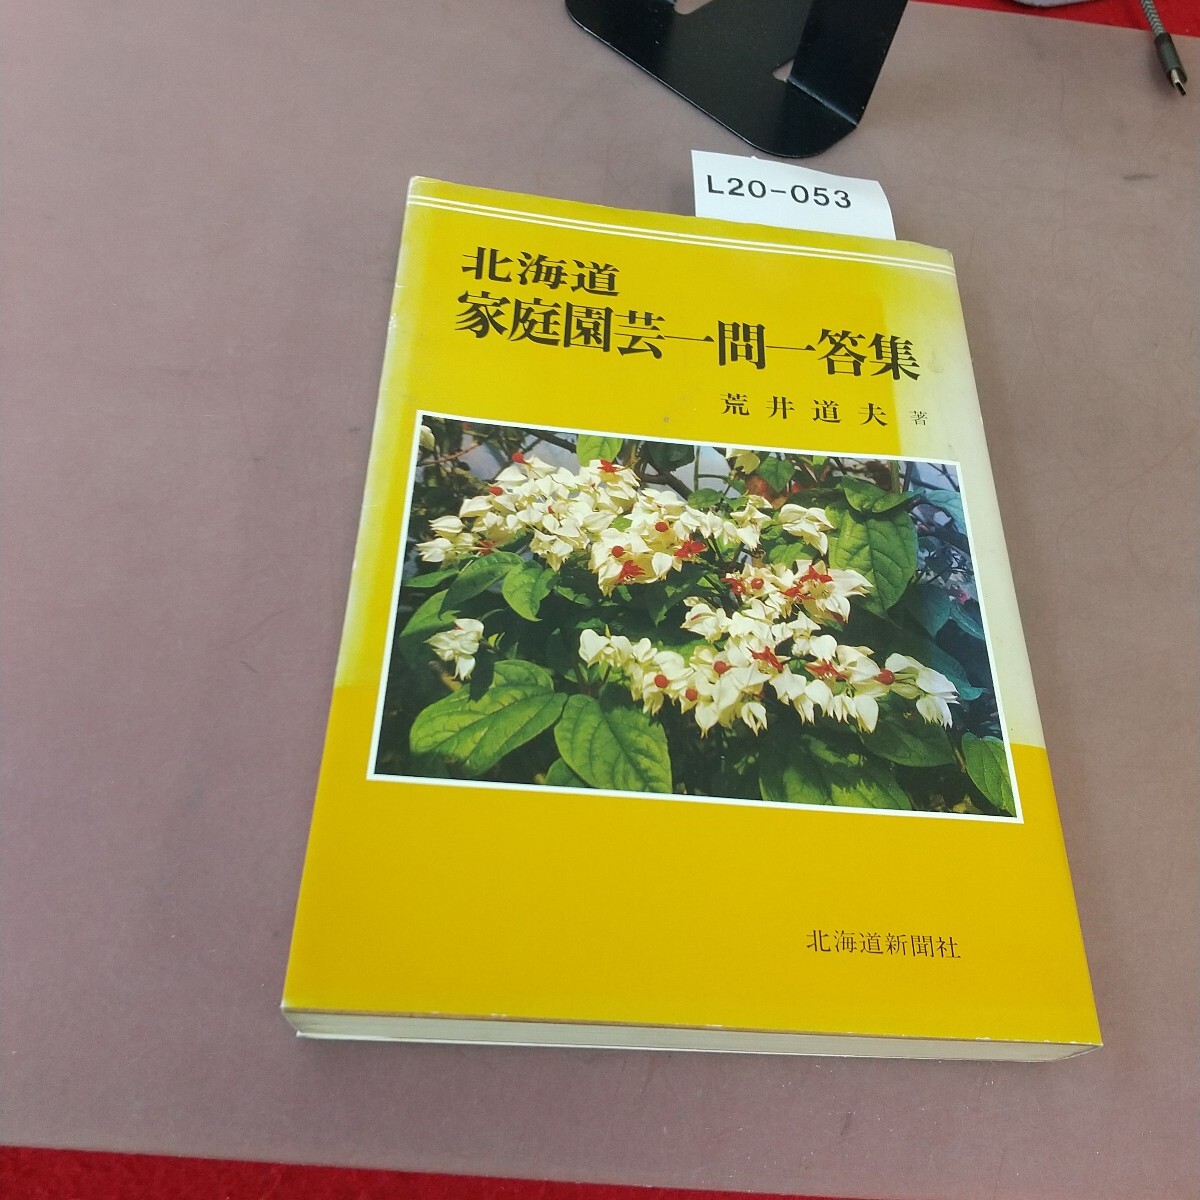 L20-053
北海道
家庭園芸一問一答集
荒井道夫 著
北海道新聞社